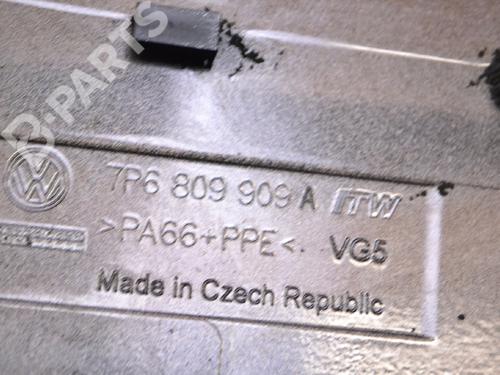 B-PARTS
7P6 809 909 A ITW
>PA66+PPE<. VG5
Made in Czech Republic